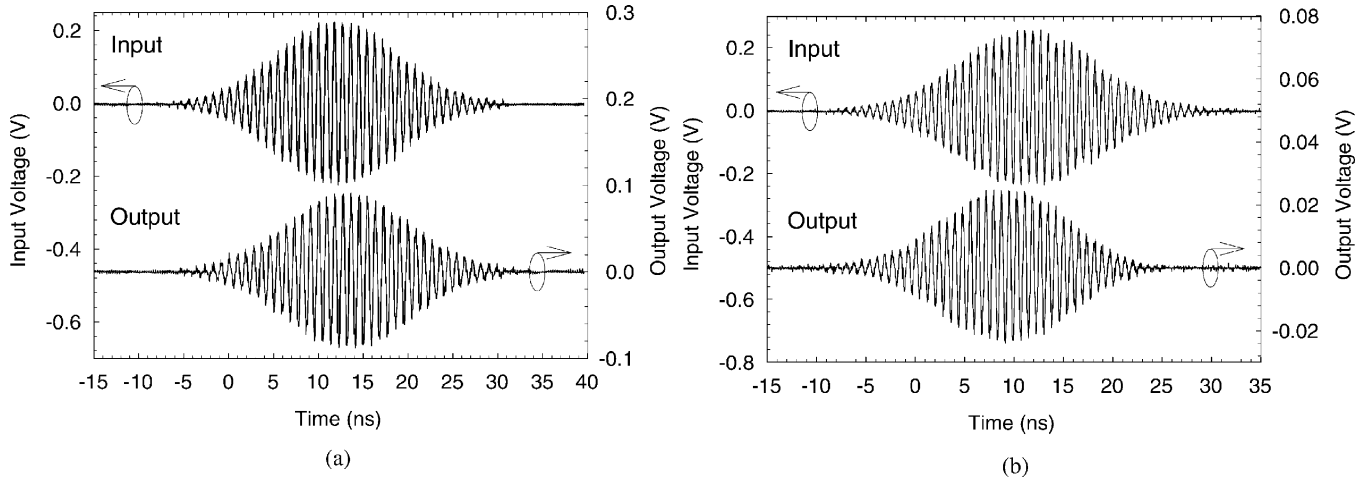 Input
Output
0.2
0.0
-0.2
-0.4
-0.6
Input Voltage (V)
0.3
0.2
0.1
0.0
-0.1
Output Voltage (V)
-15 -10 -5 0 5 10 15 20 25 30 35 40
Time (ns)
(a)
Input
Output
0.2
0.0
-0.2
-0.4
-0.6
-0.8
Input Voltage (V)
0.08
0.06
0.04
0.02
0.00
-0.02
Output Voltage (V)
-15 -10 -5 0 5 10 15 20 25 30 35
Time (ns)
(b)